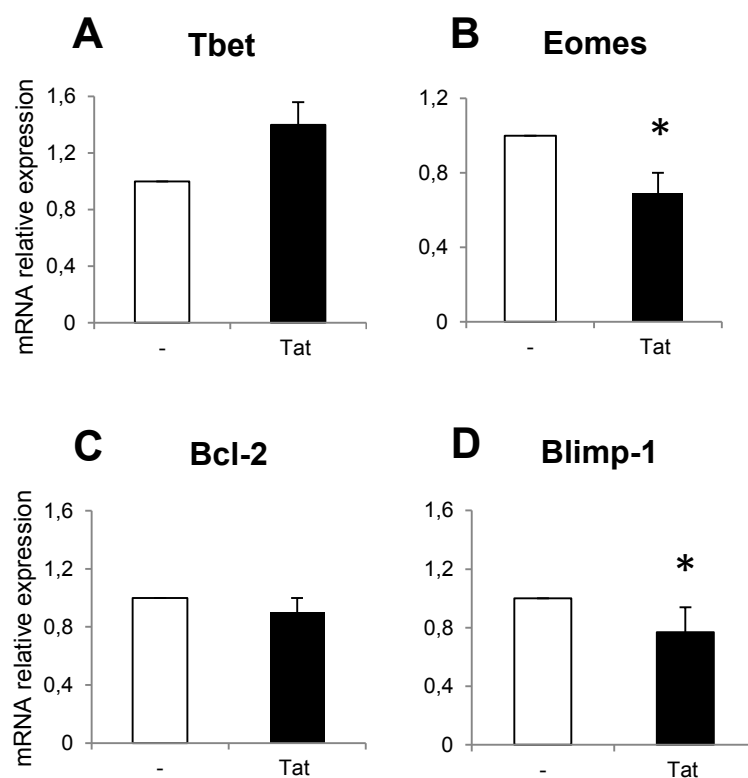 A Tbet
mRNA relative expression
1,6
1,2
0,8
0,4
0
- Tat
B Eomes
1,2
*
0,8
0,4
0
- Tat
C Bcl-2
mRNA relative expression
1,6
1,2
0,8
0,4
0
- Tat
D Blimp-1
1,6
1,2
*
0,8
0,4
0
- Tat